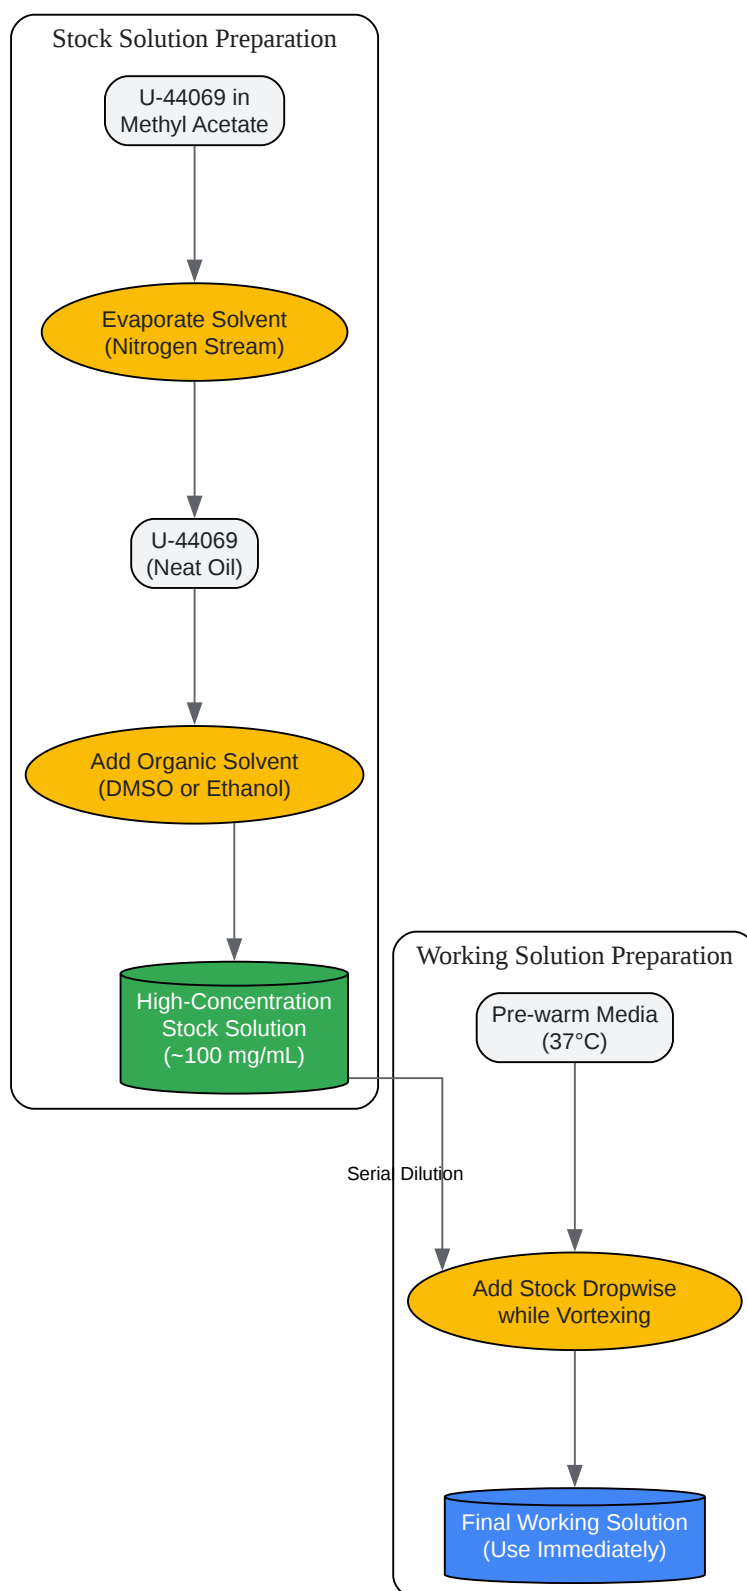 Stock Solution Preparation
U-44069 in
Methyl Acetate
Evaporate Solvent
(Nitrogen Stream)
U-44069
(Neat Oil)
Add Organic Solvent
(DMSO or Ethanol)
High-Concentration
Stock Solution
(~100 mg/mL)
Working Solution Preparation
Pre-warm Media
(37°C)
Serial Dilution
Add Stock Dropwise
while Vortexing
Final Working Solution
(Use Immediately)